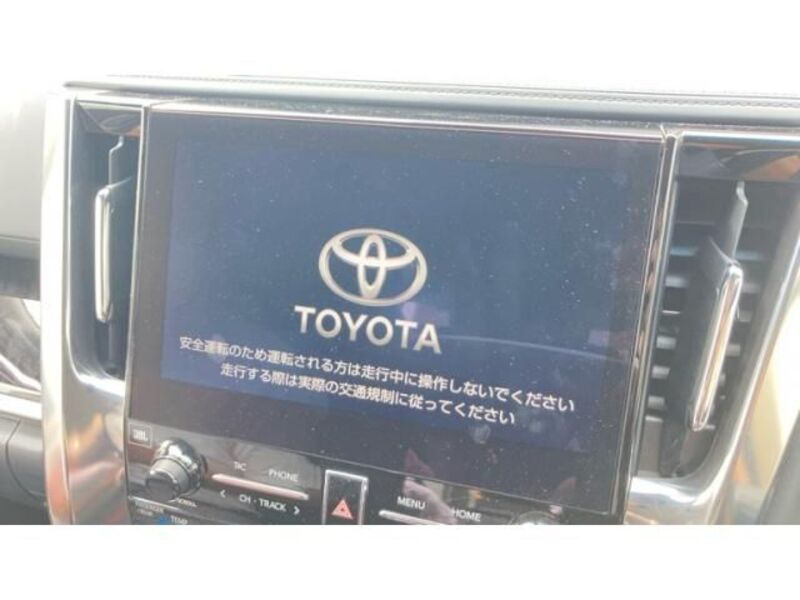 TOYOTA
安全運転のため運転される方は走行中に操作しないでください
走行する際は実際の交通規制に従ってください
JBL
T/C PHONE
MENU HOME
< CH・TRACK >
TEMP